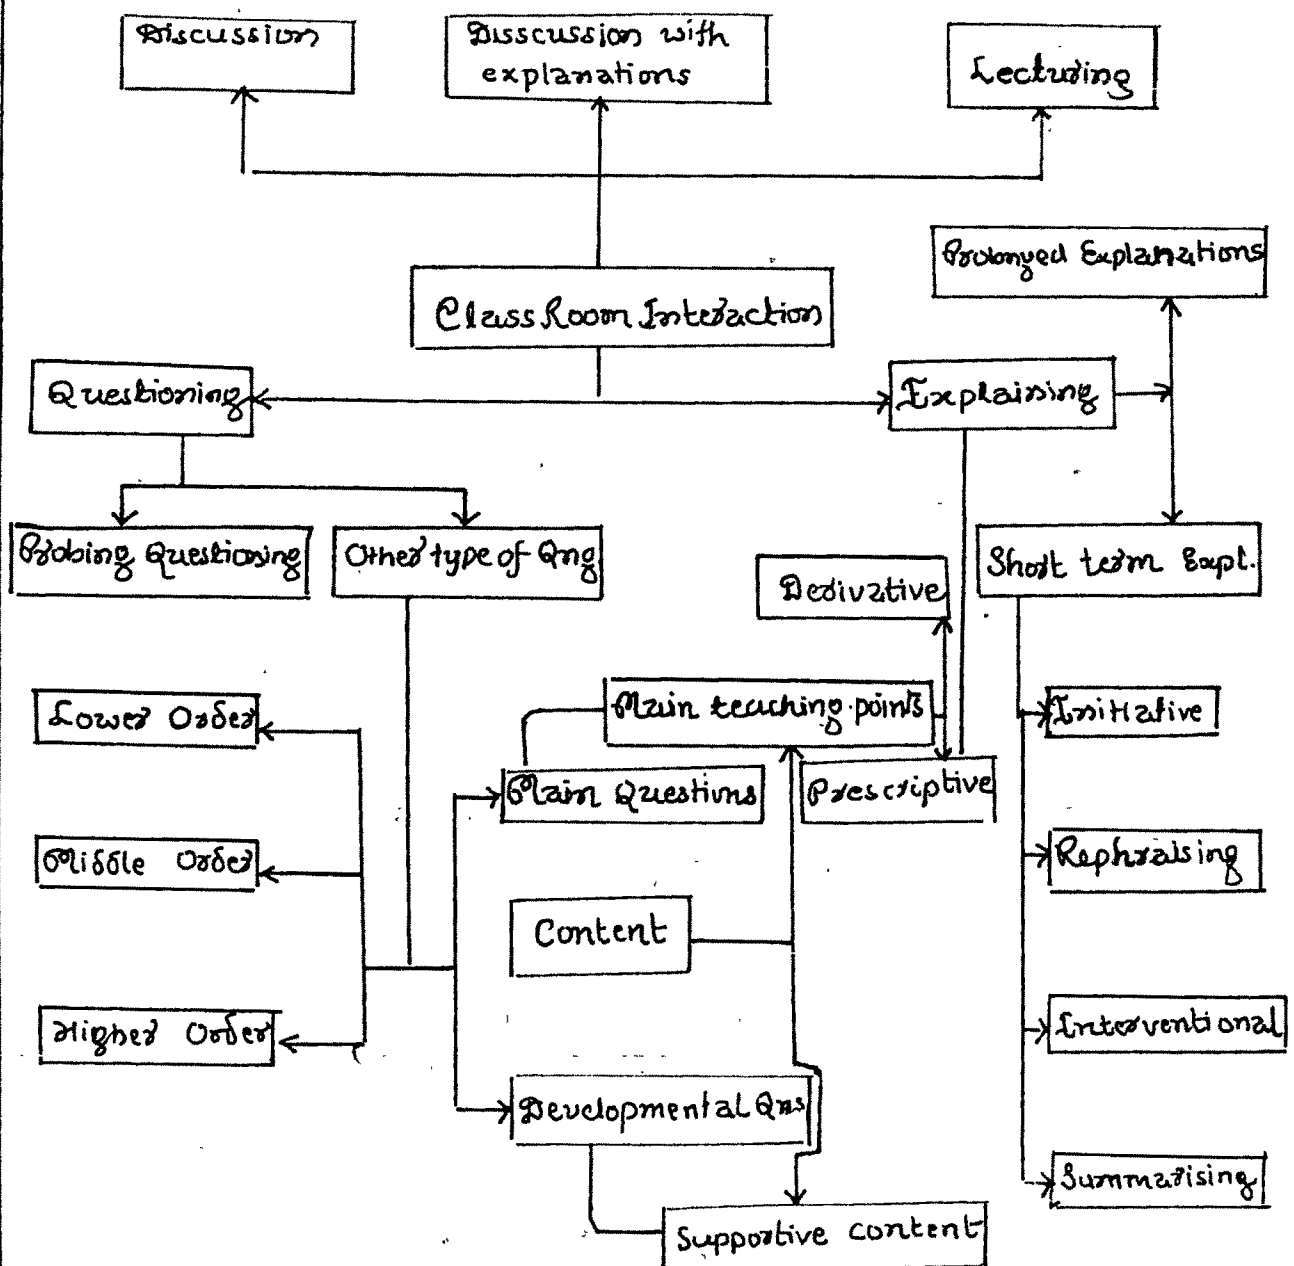 Discussion
Disscussion with
explanations
Lecturing
Prolonged Explanations
Class Room Interaction
Questioning
Explaining
Probing Questioning
Other type of Qng
Short term Expt.
Derivative
Lower Order
Main teaching points
Initiative
Main Questions
Prescriptive
Middle Order
Rephraising
Content
Higher Order
Interventional
Developmental Qns
Summarising
Supportive content